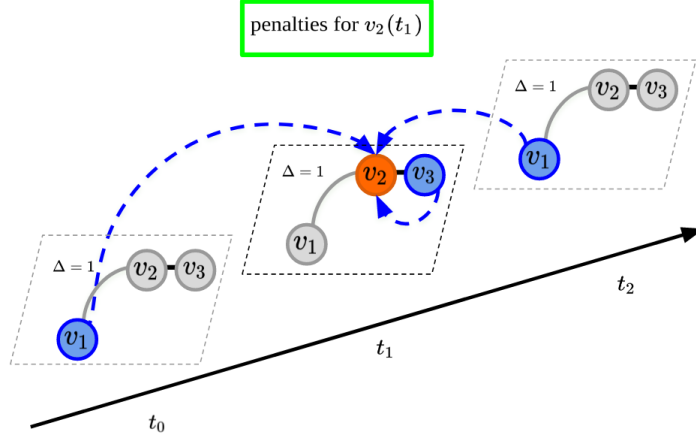 penalties for v₂(t₁)
Δ = 1
v₂ v₃
v₁
Δ = 1
v₂ v₃
v₁
Δ = 1
v₂ v₃
v₁
t₂
t₁
t₀